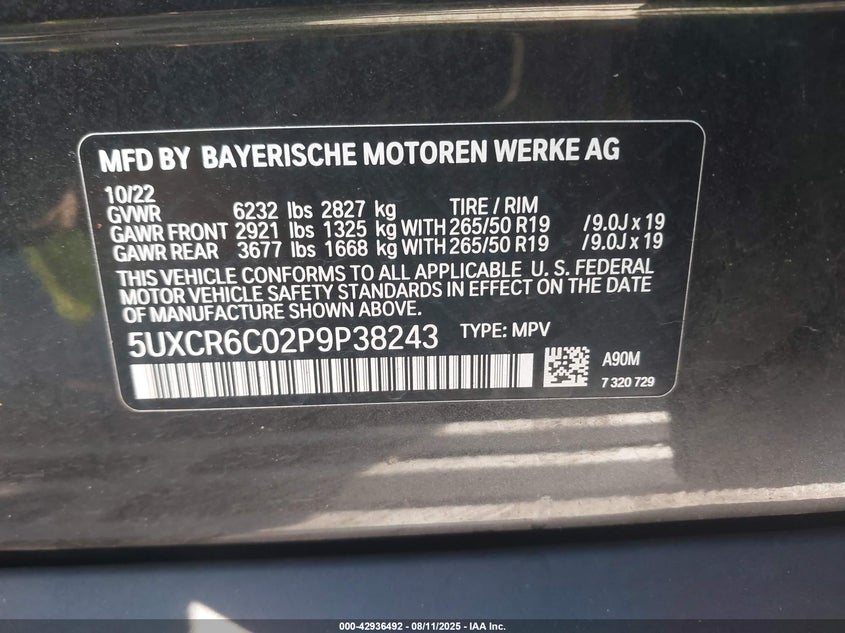 MFD BY BAYERISCHE MOTOREN WERKE AG
10/22
GVWR 6232 lbs 2827 kg TIRE / RIM
GAWR FRONT 2921 lbs 1325 kg WITH 265/50 R19 /9.0J x 19
GAWR REAR 3677 lbs 1668 kg WITH 265/50 R19 /9.0J x 19
THIS VEHICLE CONFORMS TO ALL APPLICABLE U. S. FEDERAL
MOTOR VEHICLE SAFETY STANDARDS IN EFFECT ON THE DATE
OF MANUFACTURE SHOWN ABOVE.
5UXCR6C02P9P38243 TYPE: MPV
A90M
7 320 729
000-42936492 - 08/11/2025 - IAA Inc.